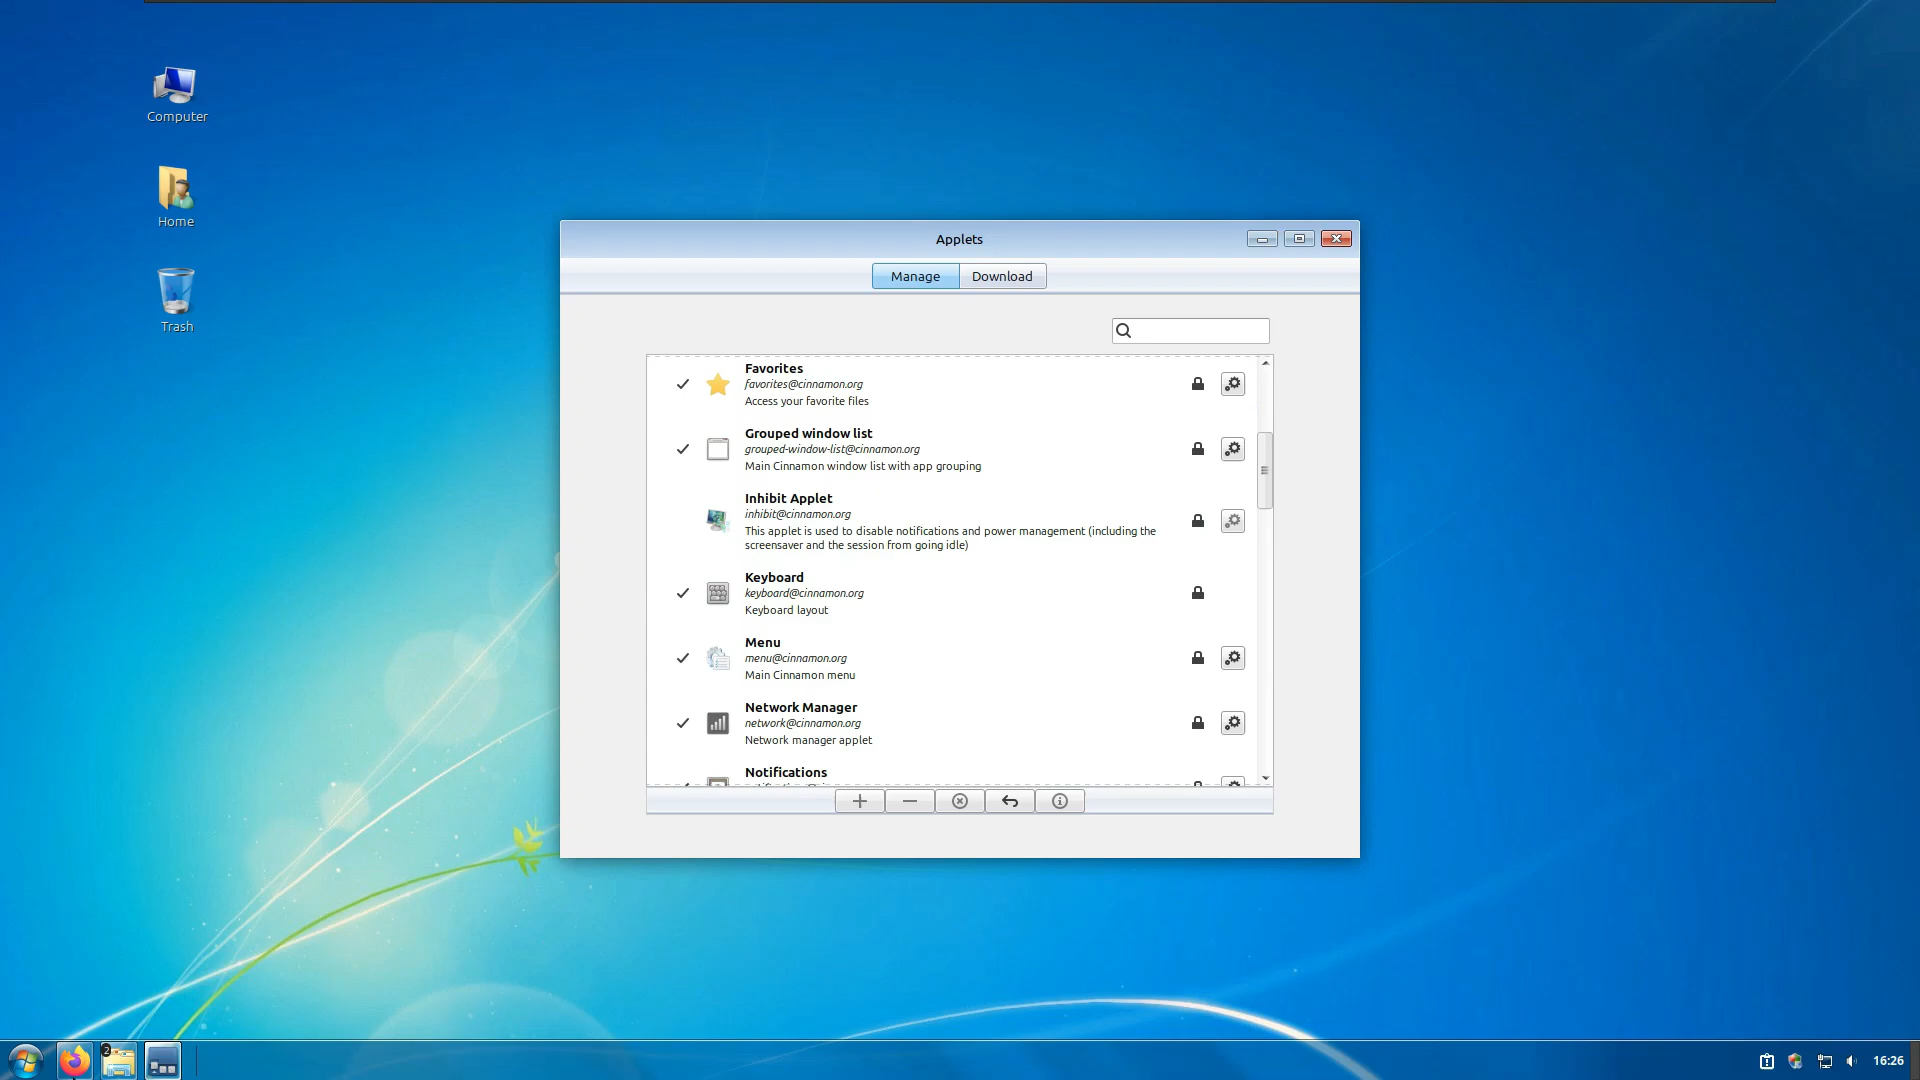 Computer
Home
Trash
Applets
Manage
Download
Favorites
favorites@cinnamon.org
Access your favorite files
Grouped window list
grouped-window-list@cinnamon.org
Main Cinnamon window list with app grouping
Inhibit Applet
inhibit@cinnamon.org
This applet is used to disable notifications and power management (including the
screensaver and the session from going idle)
Keyboard
keyboard@cinnamon.org
Keyboard layout
Menu
menu@cinnamon.org
Main Cinnamon menu
Network Manager
network@cinnamon.org
Network manager applet
Notifications
2
16:26